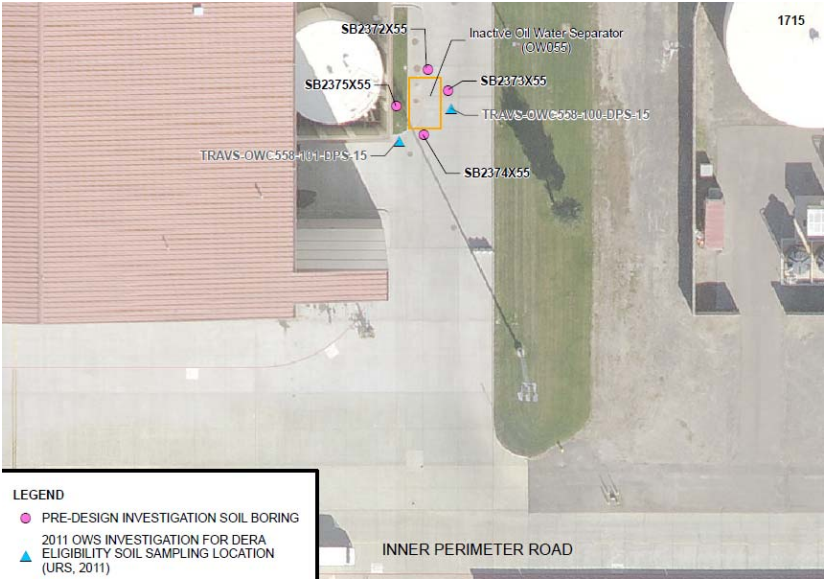 1715
SB2372X55
Inactive Oil Water Separator
(OW055)
SB2375X55
SB2373X55
TRAVS-OWC558-100-DPS-15
TRAVS-OWC558-101-DPS-15
SB2374X55
LEGEND
PRE-DESIGN INVESTIGATION SOIL BORING
2011 OWS INVESTIGATION FOR DERA
ELIGIBILITY SOIL SAMPLING LOCATION
(URS, 2011)
INNER PERIMETER ROAD